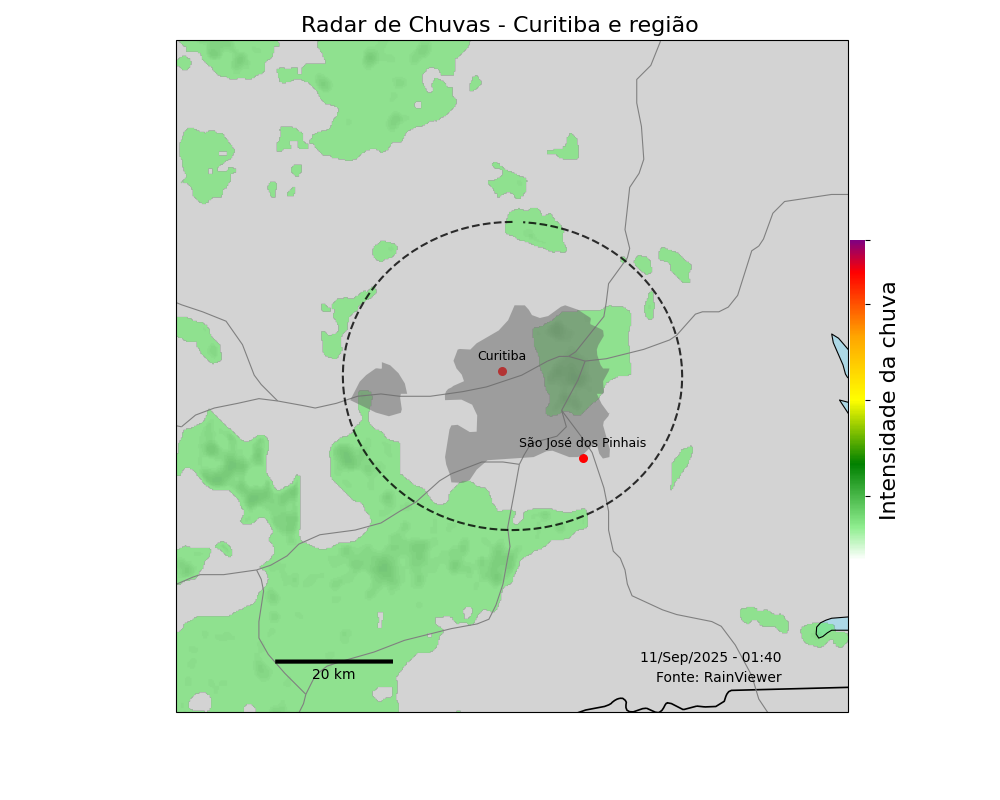 Radar de Chuvas - Curitiba e região
Curitiba
São José dos Pinhais
Intensidade da chuva
20 km
11/Sep/2025 - 01:40
Fonte: RainViewer